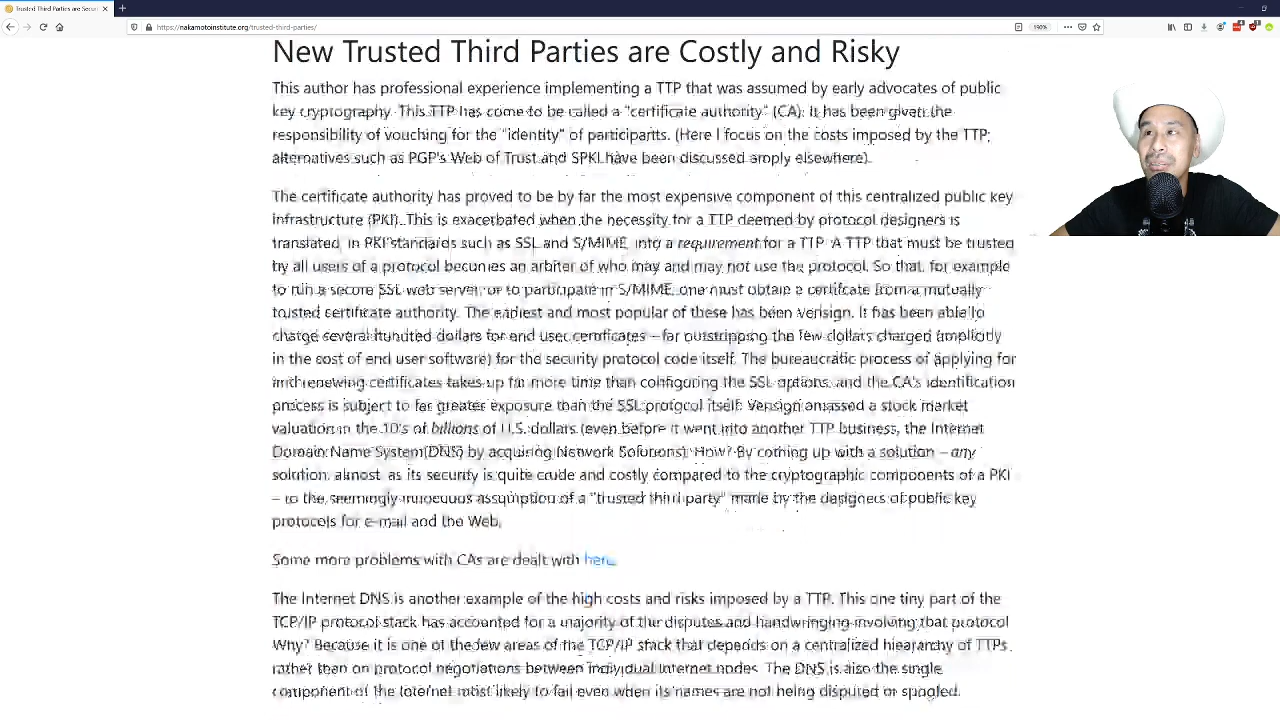 Trusted Third Parties are Securi
https://nakamotoinstitute.org/trusted-third-parties/
190%
New Trusted Third Parties are Costly and Risky
This author has professional experience implementing a TTP that was assumed by early advocates of public
key cryptography. This TTP has come to be called a "certificate authority" (CA). It has been given the
responsibility of vouching for the "identity" of participants. (Here I focus on the costs imposed by the TTP;
alternatives such as PGP's Web of Trust and SPKI have been discussed amply elsewhere).
The certificate authority has proved to be by far the most expensive component of this centralized public key
infrastructure (PKI). This is exacerbated when the necessity for a TTP deemed by protocol designers is
translated, in PKI standards such as SSL and S/MIME, into a requirement for a TTP. A TTP that must be trusted
by all users of a protocol becomes an arbiter of who may and may not use the protocol. So that, for example,
to run a secure SSL web server, or to participate in S/MIME, one must obtain a certificate from a mutually
trusted certificate authority. The earliest and most popular of these has been Verisign. It has been able to
charge several hundred dollars for end user certificates – far outstripping the few dollars charged (implicitly
in the cost of end user software) for the security protocol code itself. The bureaucratic process of applying for
and renewing certificates takes up far more time than configuring the SSL options, and the CA's identification
process is subject to far greater exposure than the SSL protocol itself. Verisign amassed a stock market
valuation in the 10's of billions of U.S. dollars (even before it went into another TTP business, the Internet
Domain Name System(DNS) by acquiring Network Solutions). How? By coming up with a solution – any
solution, almost, as its security is quite crude and costly compared to the cryptographic components of a PKI
– to the seemingly innocuous assumption of a "trusted third party" made by the designers of public key
protocols for e-mail and the Web.
Some more problems with CAs are dealt with here.
The Internet DNS is another example of the high costs and risks imposed by a TTP. This one tiny part of the
TCP/IP protocol stack has accounted for a majority of the disputes and handwringing involving that protocol.
Why? Because it is one of the few areas of the TCP/IP stack that depends on a centralized hierarchy of TTPs
rather than on protocol negotiations between individual Internet nodes. The DNS is also the single
component of the Internet most likely to fail even when its names are not being disputed or spoofed.